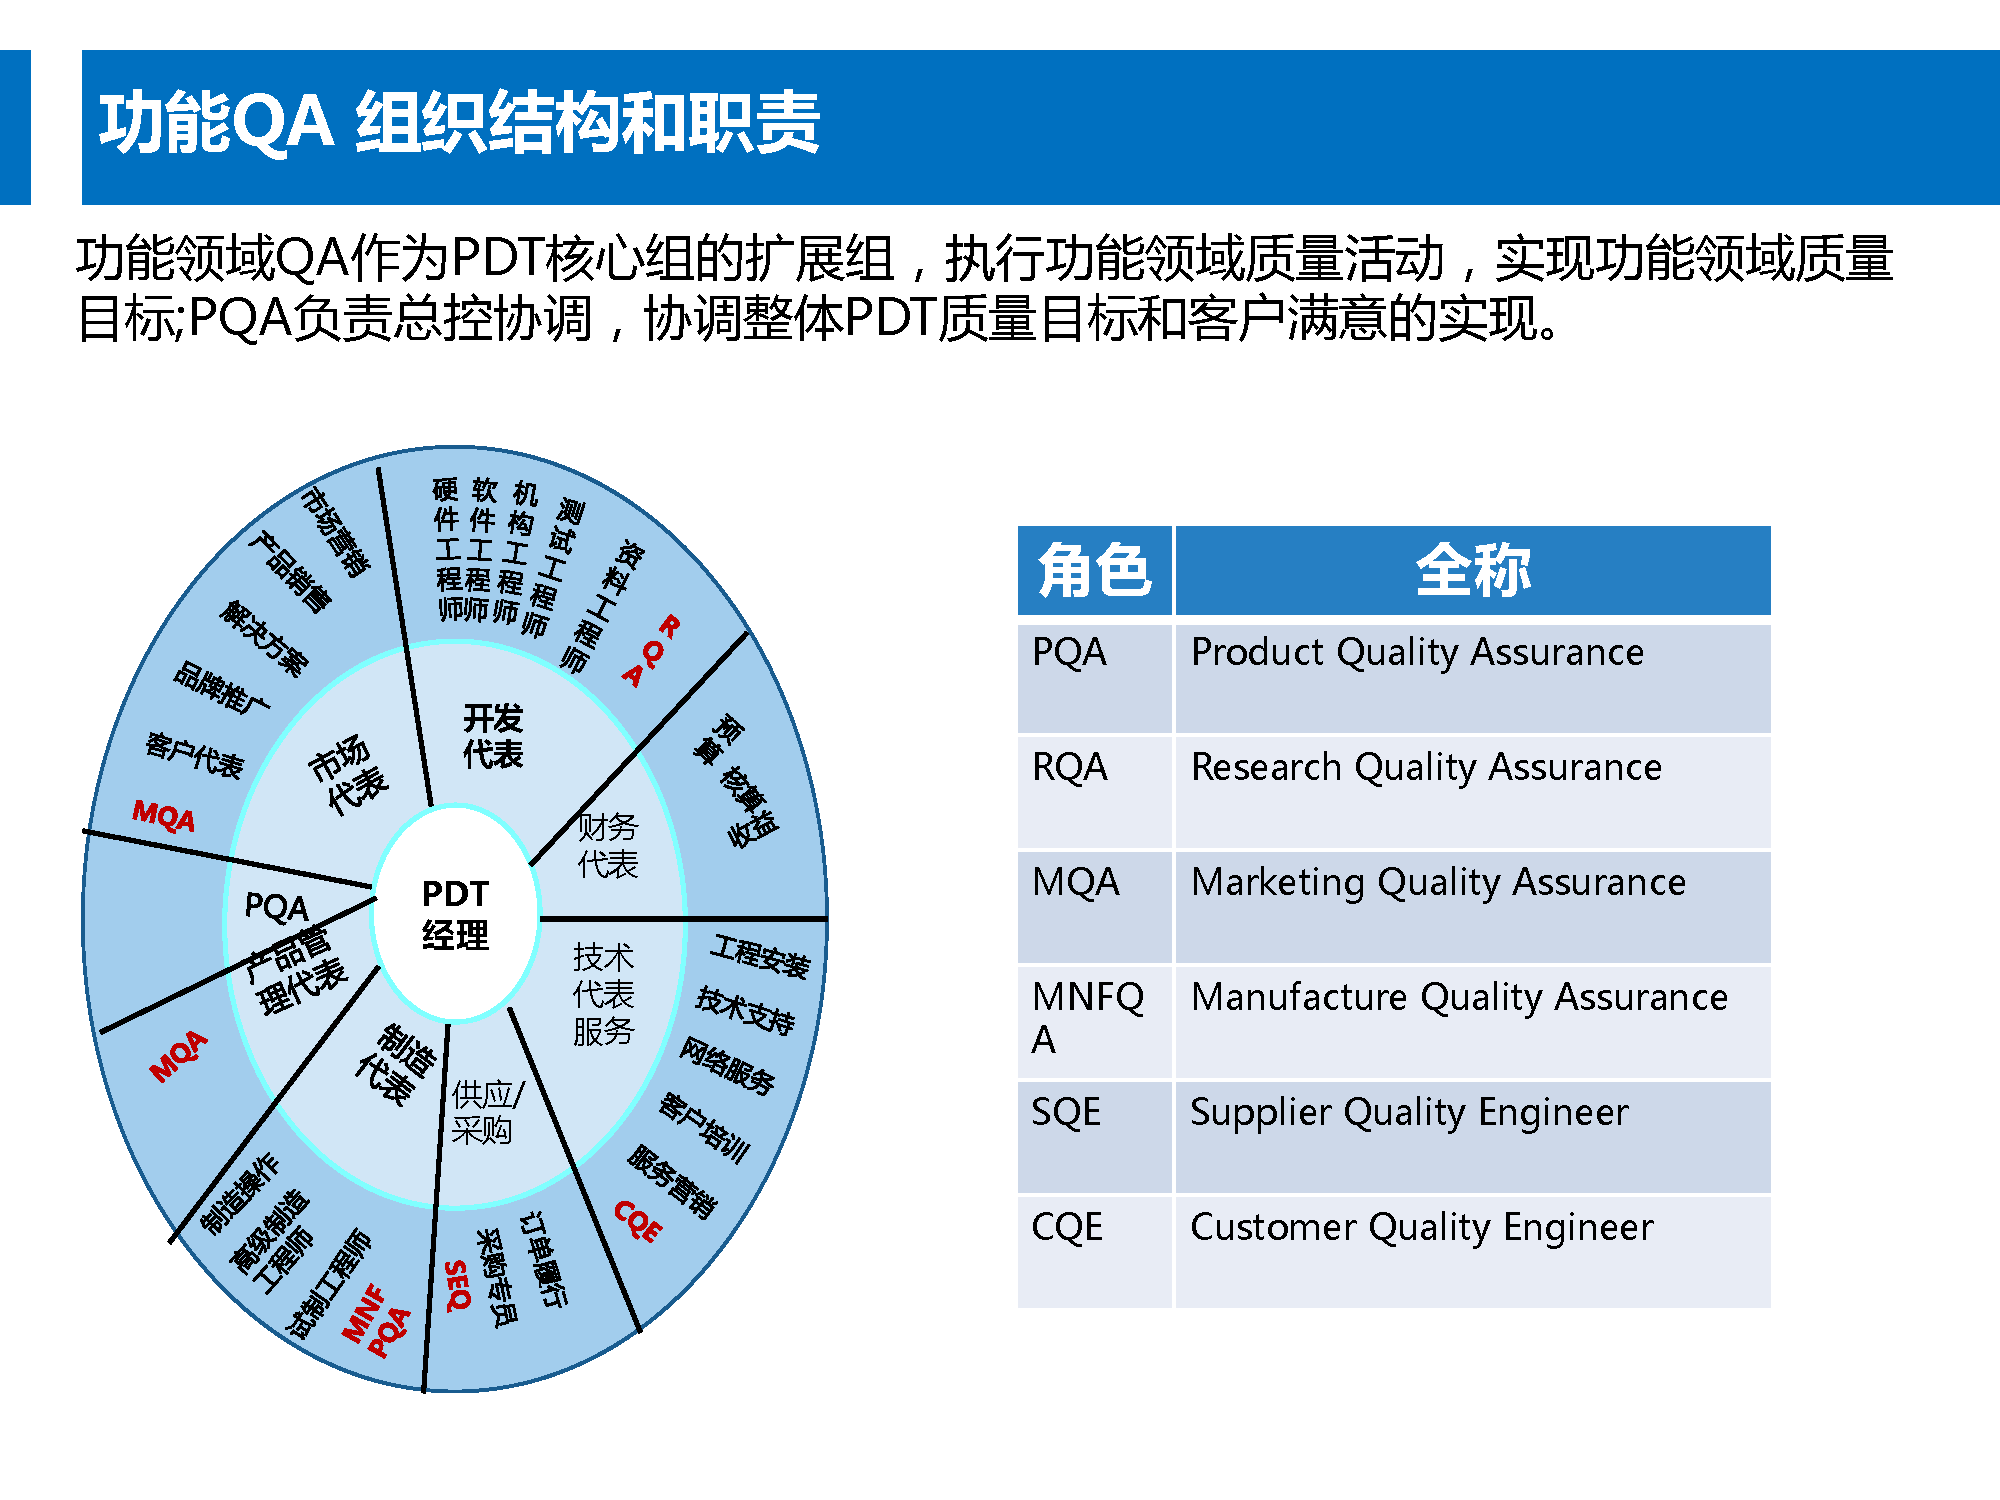 功能QA 组织结构和职责
功能领域QA作为PDT核心组的扩展组，执行功能领域质量活动，实现功能领域质量
目标;PQA负责总控协调，协调整体PDT质量目标和客户满意的实现。
市场营销
产品销售
解决方案
品牌推广
客户代表
MQA
硬件工程师
软件工程师
机构工程师
测试工程师
资料工程师
RQA
预算
核算
收益
市场
代表
开发
代表
财务
代表
PDT
经理
PQA
产品管
理代表
MQA
制造
代表
供应/
采购
技术
代表
服务
工程安装
技术支持
网络服务
客户培训
服务营销
CQE
制造操作
高级制造
工程师
试制工程师
MNF
PQA
SEQ
采购专员
订单履行
角色 全称
PQA Product Quality Assurance
RQA Research Quality Assurance
MQA Marketing Quality Assurance
MNFQ Manufacture Quality Assurance
A
SQE Supplier Quality Engineer
CQE Customer Quality Engineer